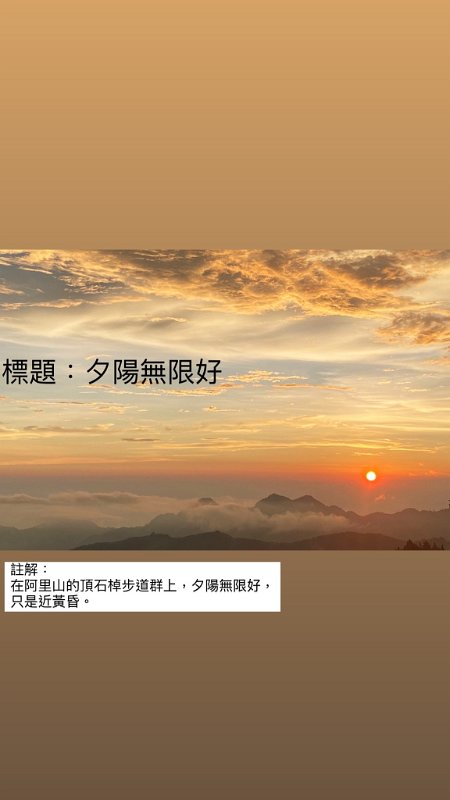 標題：夕陽無限好
註解：
在阿里山的頂石棹步道群上，夕陽無限好，
只是近黃昏。